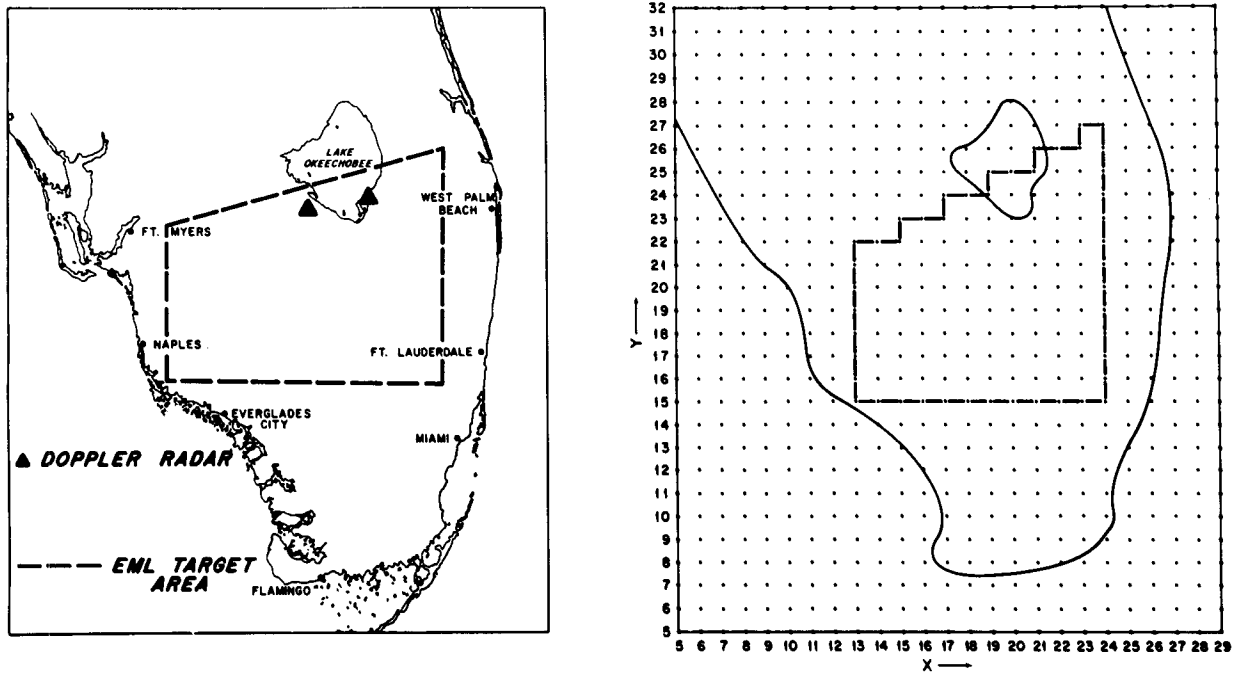 LAKE
OKEECHOBEE
WEST PALM
BEACH
FT. MYERS
NAPLES
FT. LAUDERDALE
EVERGLADES
CITY
MIAMI
DOPPLER RADAR
EML TARGET
AREA
FLAMINGO
32
31
30
29
28
27
26
25
24
23
22
21
20
19
18
17
16
15
14
13
12
11
10
9
8
7
6
5
Y
5 6 7 8 9 10 11 12 13 14 15 16 17 18 19 20 21 22 23 24 25 26 27 28 29
X